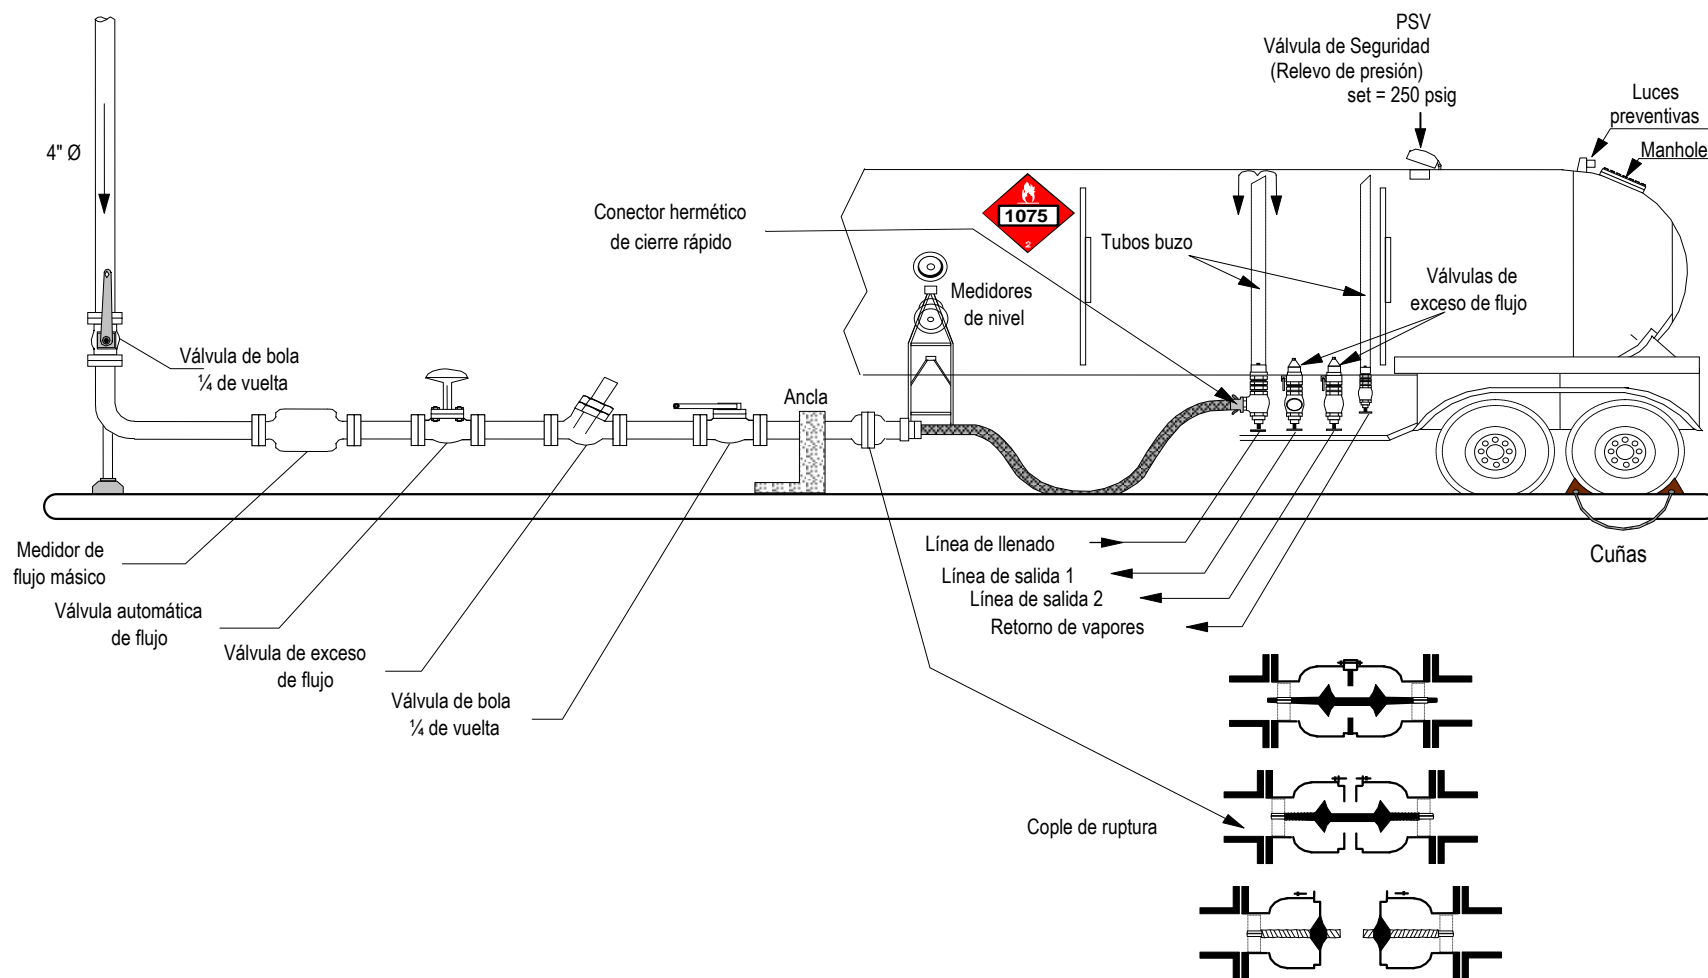 PSV
Válvula de Seguridad
(Relevo de presión)
set = 250 psig
Luces
preventivas
Manhole
4" Ø
Conector hermético
de cierre rápido
1075
2
Tubos buzo
Válvulas de
exceso de flujo
Medidores
de nivel
Válvula de bola
¼ de vuelta
Ancla
Línea de llenado
Línea de salida 1
Línea de salida 2
Retorno de vapores
Cuñas
Medidor de
flujo másico
Válvula automática
de flujo
Válvula de exceso
de flujo
Válvula de bola
¼ de vuelta
Cople de ruptura